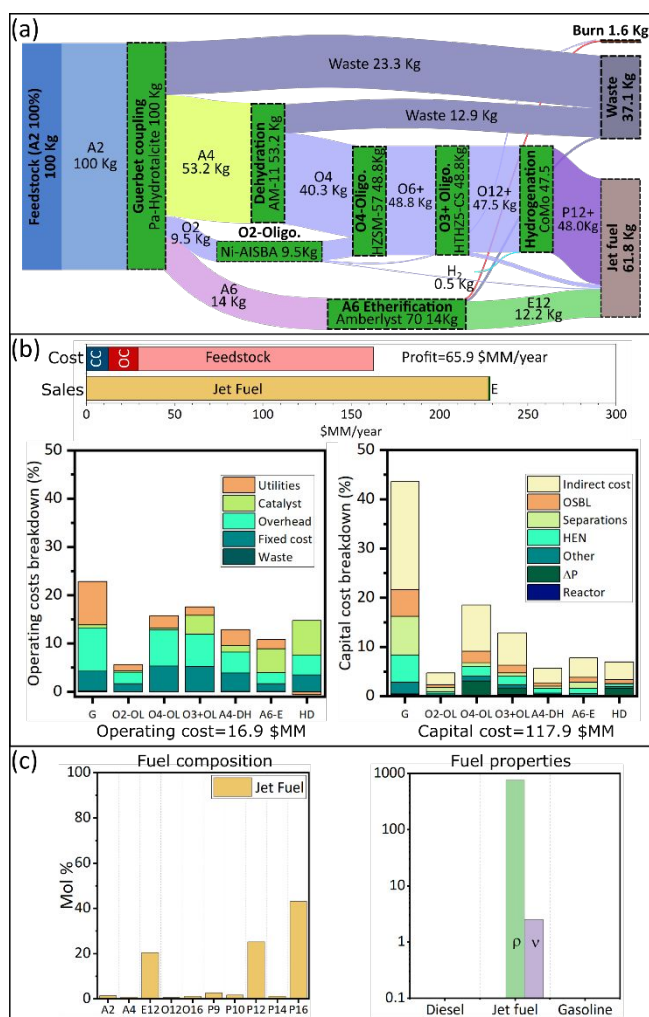 (a)
Burn 1.6 Kg
Feedstock (A2 100%)
100 Kg
A2
100 Kg
Guerbet coupling
Pa-Hydrotalcite 100 Kg
Waste 23.3 Kg
Waste
37.1 Kg
A4
53.2 Kg
Dehydration
AM-11 53.2 Kg
Waste 12.9 Kg
O4
40.3 Kg
O4-Oligo.
HZSM-57 48.8Kg
O6+
48.8 Kg
O3+ Oligo.
HTHZ5-CS 48.8Kg
O12+
47.5 Kg
Hydrogenation
CoMo 47.5
P12+
48.0Kg
Jet fuel
61.8 Kg
O2
9.5 Kg
O2-Oligo.
Ni-AlSBA 9.5Kg
H2
0.5 Kg
A6
14 Kg
A6 Etherification
Amberlyst 70 14Kg
E12
12.2 Kg
(b)
Cost
CC
OC
Feedstock
Profit=65.9 $MM/year
Sales
Jet Fuel
E
0 50 100 150 200 250 300
$MM/year
Operating costs breakdown (%)
50
40
30
20
10
0
Utilities
Catalyst
Overhead
Fixed cost
Waste
G O2-OL O4-OL O3+OL A4-DH A6-E HD
Operating cost=16.9 $MM
Capital cost breakdown (%)
50
40
30
20
10
0
Indirect cost
OSBL
Separations
HEN
Other
ΔP
Reactor
G O2-OL O4-OL O3+OL A4-DH A6-E HD
Capital cost=117.9 $MM
(c)
Fuel composition
Mol %
100
80
60
40
20
0
Jet Fuel
A2 A4 E12 O12 O16 P9 P10 P12 P14 P16
Fuel properties
1000
100
10
1
0.1
ρ
ν
Diesel Jet fuel Gasoline